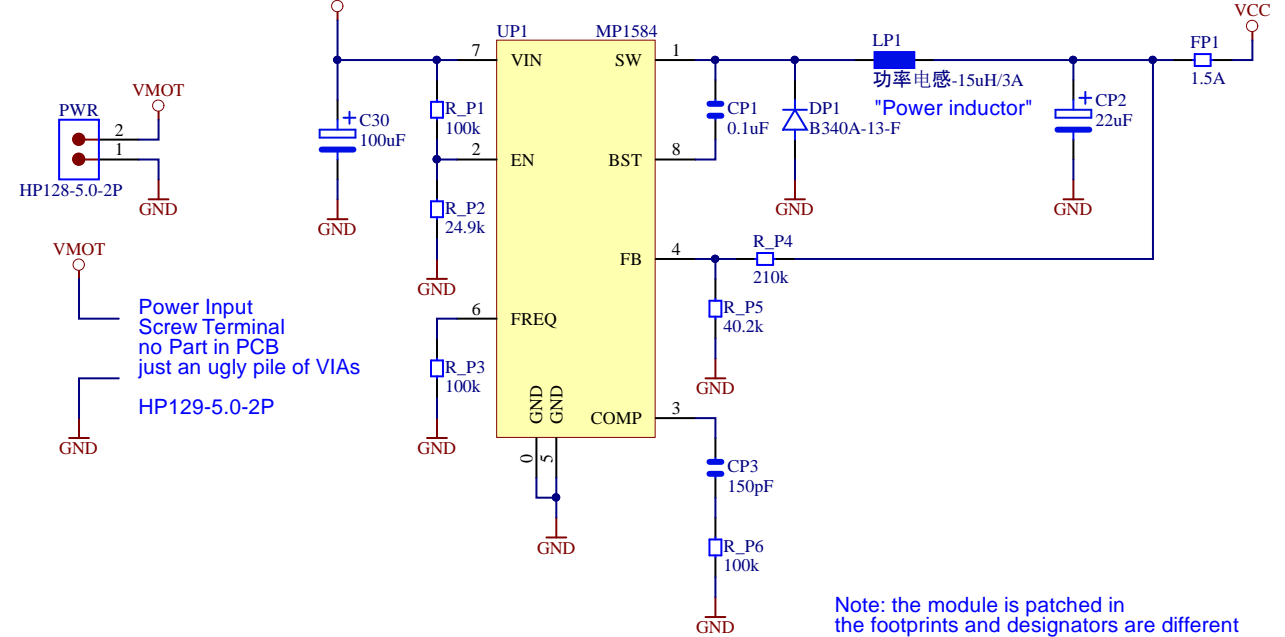 VCC
UP1
MP1584
7
VIN
SW
1
LP1
功率电感-15uH/3A
"Power inductor"
FP1
1.5A
VMOT
PWR
2
1
HP128-5.0-2P
GND
C30
100uF
GND
R_P1
100k
2
EN
R_P2
24.9k
GND
CP1
0.1uF
BST
8
DP1
B340A-13-F
GND
CP2
22uF
GND
VMOT
Power Input
Screw Terminal
no Part in PCB
just an ugly pile of VIAs
HP129-5.0-2P
GND
FB
4
R_P4
210k
R_P5
40.2k
GND
6
FREQ
R_P3
100k
GND
GND
GND
0
5
GND
COMP
3
CP3
150pF
R_P6
100k
GND
Note: the module is patched in
the footprints and designators are different